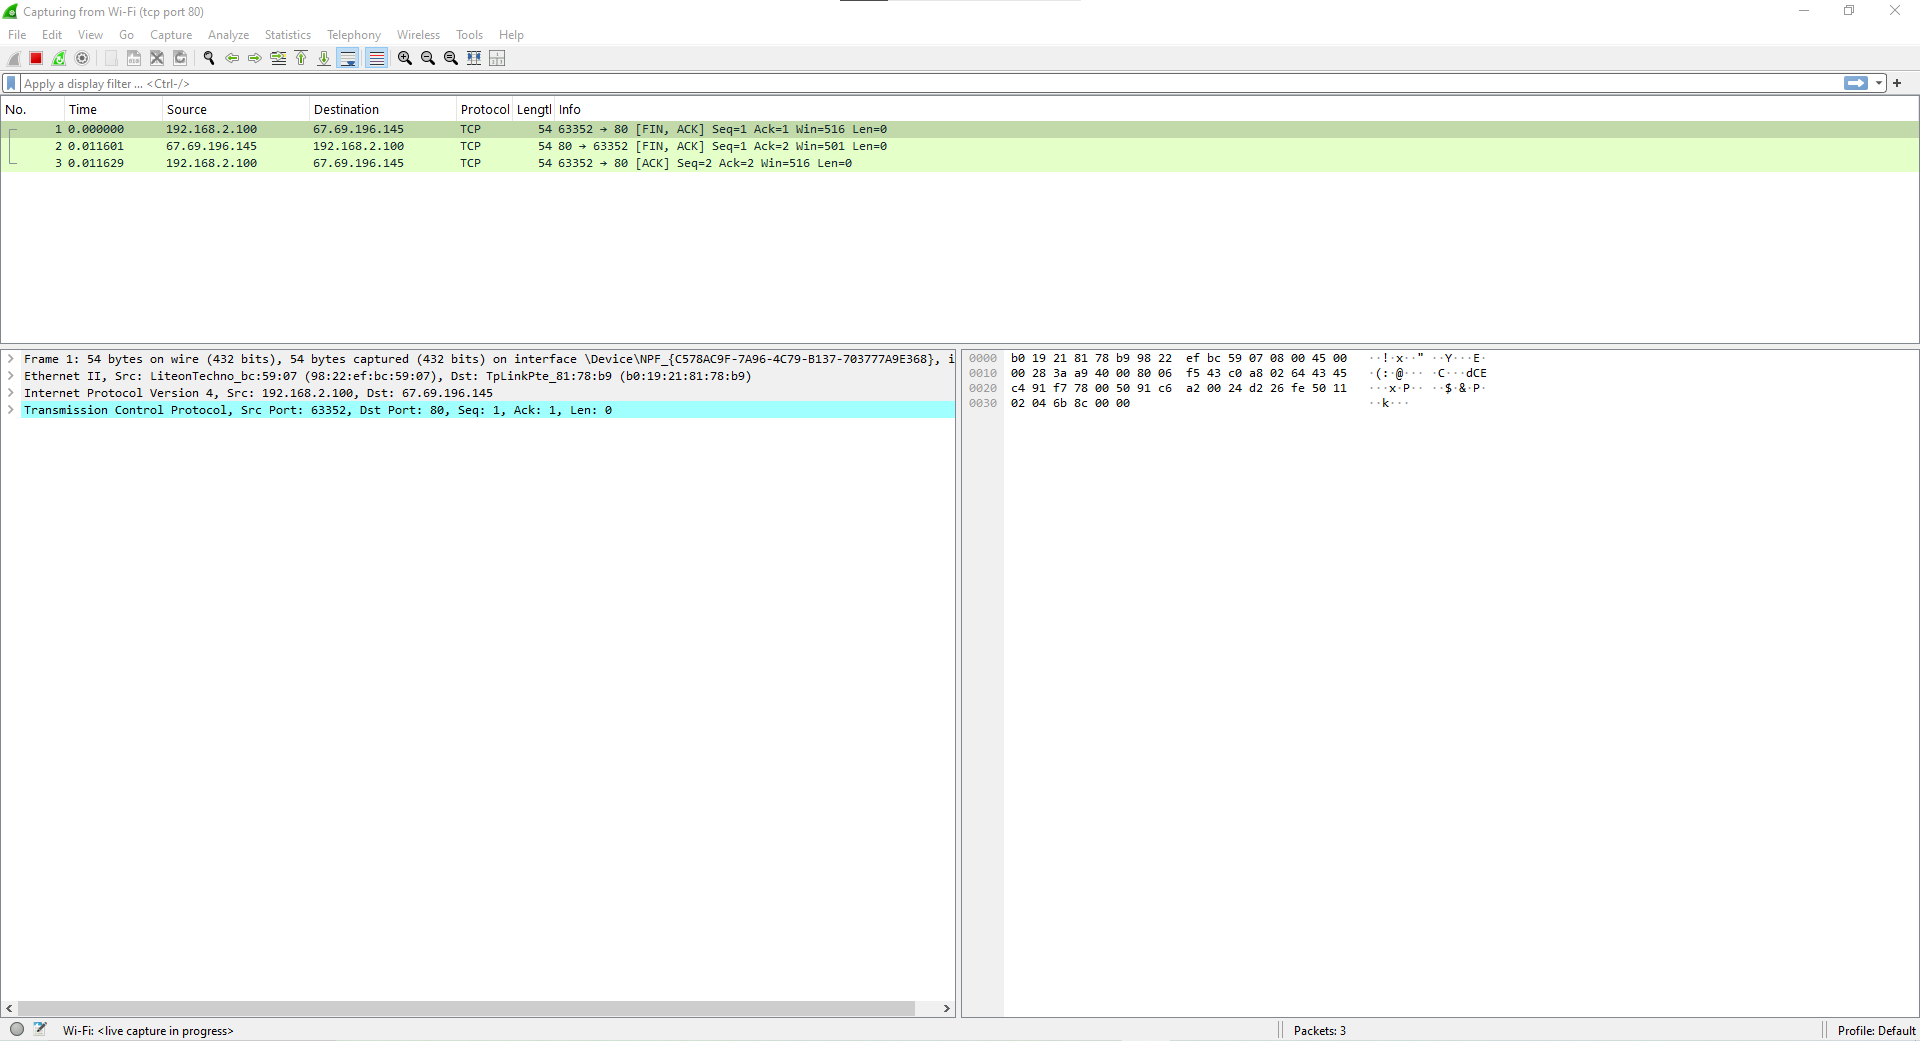 Capturing from Wi-Fi (tcp port 80)
File Edit View Go Capture Analyze Statistics Telephony Wireless Tools Help
Apply a display filter ... <Ctrl-/>
No. Time Source Destination Protocol Lengtl Info
1 0.000000 192.168.2.100 67.69.196.145 TCP 54 63352 → 80 [FIN, ACK] Seq=1 Ack=1 Win=516 Len=0
2 0.011601 67.69.196.145 192.168.2.100 TCP 54 80 → 63352 [FIN, ACK] Seq=1 Ack=2 Win=501 Len=0
3 0.011629 192.168.2.100 67.69.196.145 TCP 54 63352 → 80 [ACK] Seq=2 Ack=2 Win=516 Len=0
Frame 1: 54 bytes on wire (432 bits), 54 bytes captured (432 bits) on interface \Device\NPF_{C578AC9F-7A96-4C79-B137-703777A9E368}, i
Ethernet II, Src: LiteonTechno_bc:59:07 (98:22:ef:bc:59:07), Dst: TpLinkPte_81:78:b9 (b0:19:21:81:78:b9)
Internet Protocol Version 4, Src: 192.168.2.100, Dst: 67.69.196.145
Transmission Control Protocol, Src Port: 63352, Dst Port: 80, Seq: 1, Ack: 1, Len: 0
0000 b0 19 21 81 78 b9 98 22 ef bc 59 07 08 00 45 00 ··!·x··" ··Y···E·
0010 00 28 3a a9 40 00 80 06 f5 43 c0 a8 02 64 43 45 ·(:·@··· ·C···dCE
0020 c4 91 f7 78 00 50 91 c6 a2 00 24 d2 26 fe 50 11 ···x·P·· ··$·&·P·
0030 02 04 6b 8c 00 00 ··k···
Wi-Fi: <live capture in progress> Packets: 3 Profile: Default